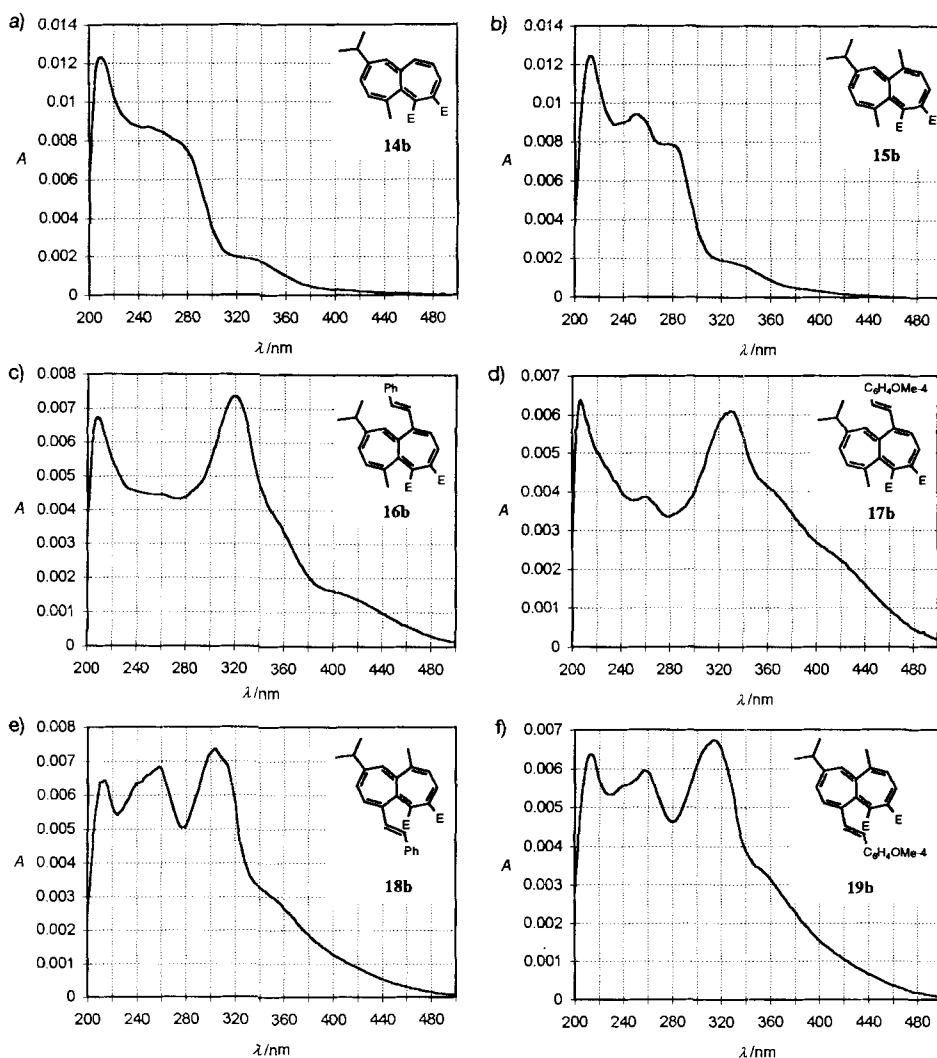 a)
0.014
0.012
0.01
0.008
A
0.006
0.004
0.002
0
200 240 280 320 360 400 440 480
λ/nm
E
E
14b
b)
0.014
0.012
0.01
0.008
A
0.006
0.004
0.002
0
200 240 280 320 360 400 440 480
λ/nm
E
E
15b
c)
0.008
0.007
0.006
0.005
A
0.004
0.003
0.002
0.001
0
200 240 280 320 360 400 440 480
λ/nm
Ph
E
E
16b
d)
0.007
0.006
0.005
A
0.004
0.003
0.002
0.001
0
200 240 280 320 360 400 440 480
λ/nm
C6H4OMe-4
E
E
17b
e)
0.008
0.007
0.006
0.005
A
0.004
0.003
0.002
0.001
0
200 240 280 320 360 400 440 480
λ/nm
E
E
Ph
18b
f)
0.007
0.006
0.005
A
0.004
0.003
0.002
0.001
0
200 240 280 320 360 400 440 480
λ/nm
E
E
C6H4OMe-4
19b